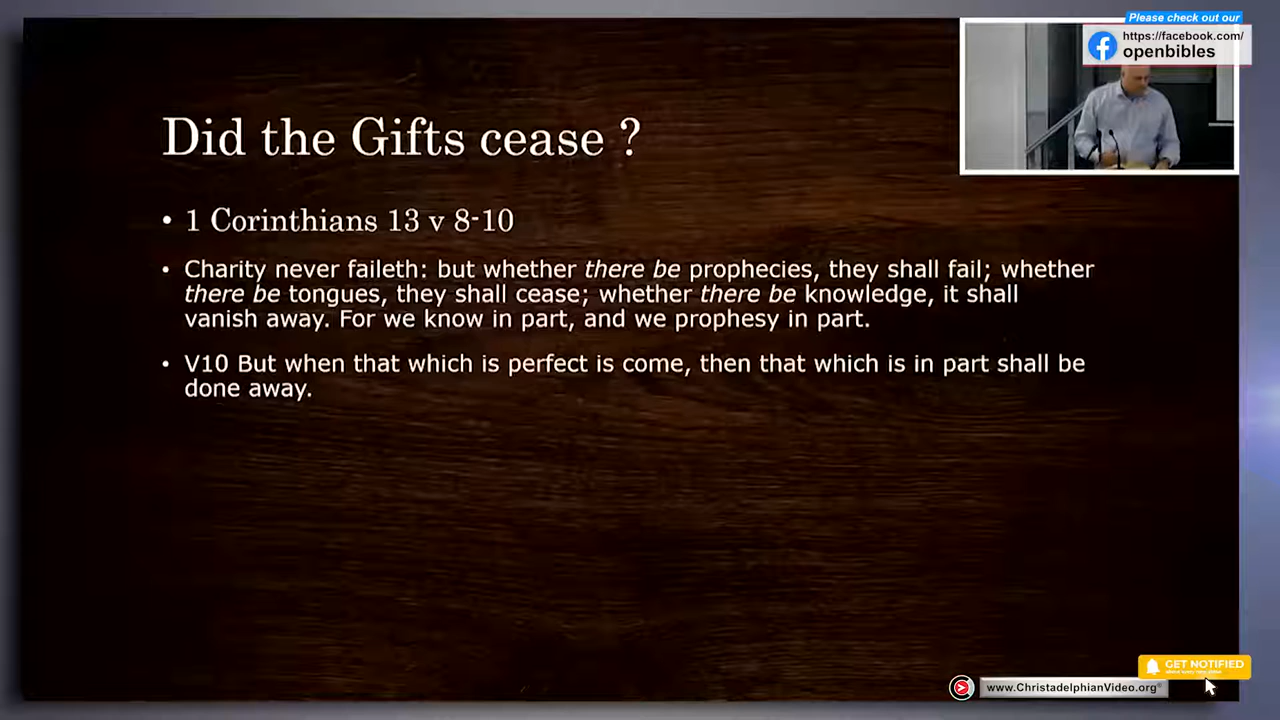 Please check out our
https://facebook.com/
openbibles
Did the Gifts cease ?
• 1 Corinthians 13 v 8-10
• Charity never faileth: but whether there be prophecies, they shall fail; whether
there be tongues, they shall cease; whether there be knowledge, it shall
vanish away. For we know in part, and we prophesy in part.
• V10 But when that which is perfect is come, then that which is in part shall be
done away.
GET NOTIFIED
www.ChristadelphianVideo.org